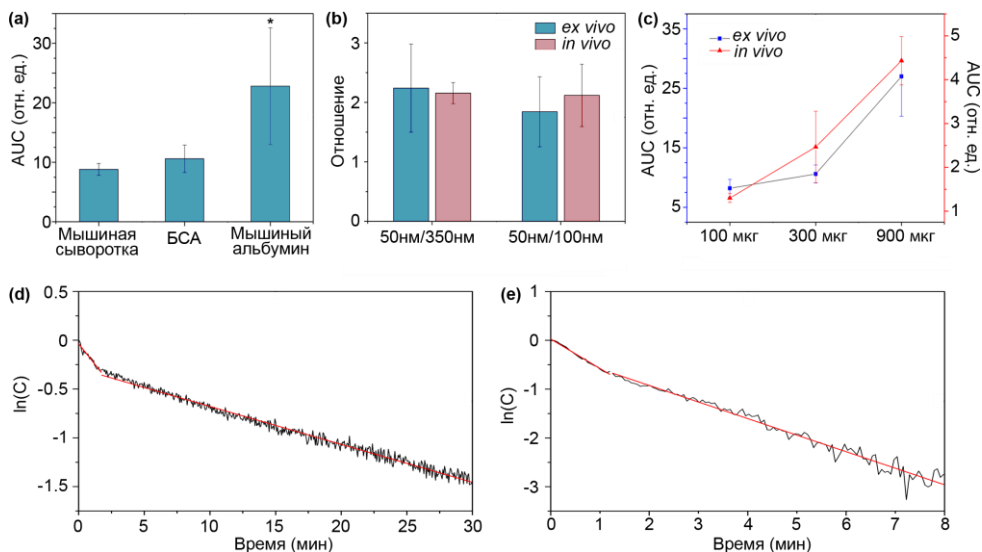 (a)
*
AUC (отн. ед.)
30
20
10
0
Мышиная
сыворотка
БСА
Мышиный
альбумин
(b)
ex vivo
in vivo
Отношение
3
2
1
0
50нм/350нм
50нм/100нм
(c)
ex vivo
in vivo
AUC (отн. ед.)
35
25
15
5
5
4
3
2
1
AUC (отн. ед.)
100 мкг
300 мкг
900 мкг
(d)
ln(C)
0.5
0
-0.5
-1.0
-1.5
0
5
10
15
20
25
30
Время (мин)
(e)
ln(C)
1
0
-1
-2
-3
0
1
2
3
4
5
6
7
8
Время (мин)